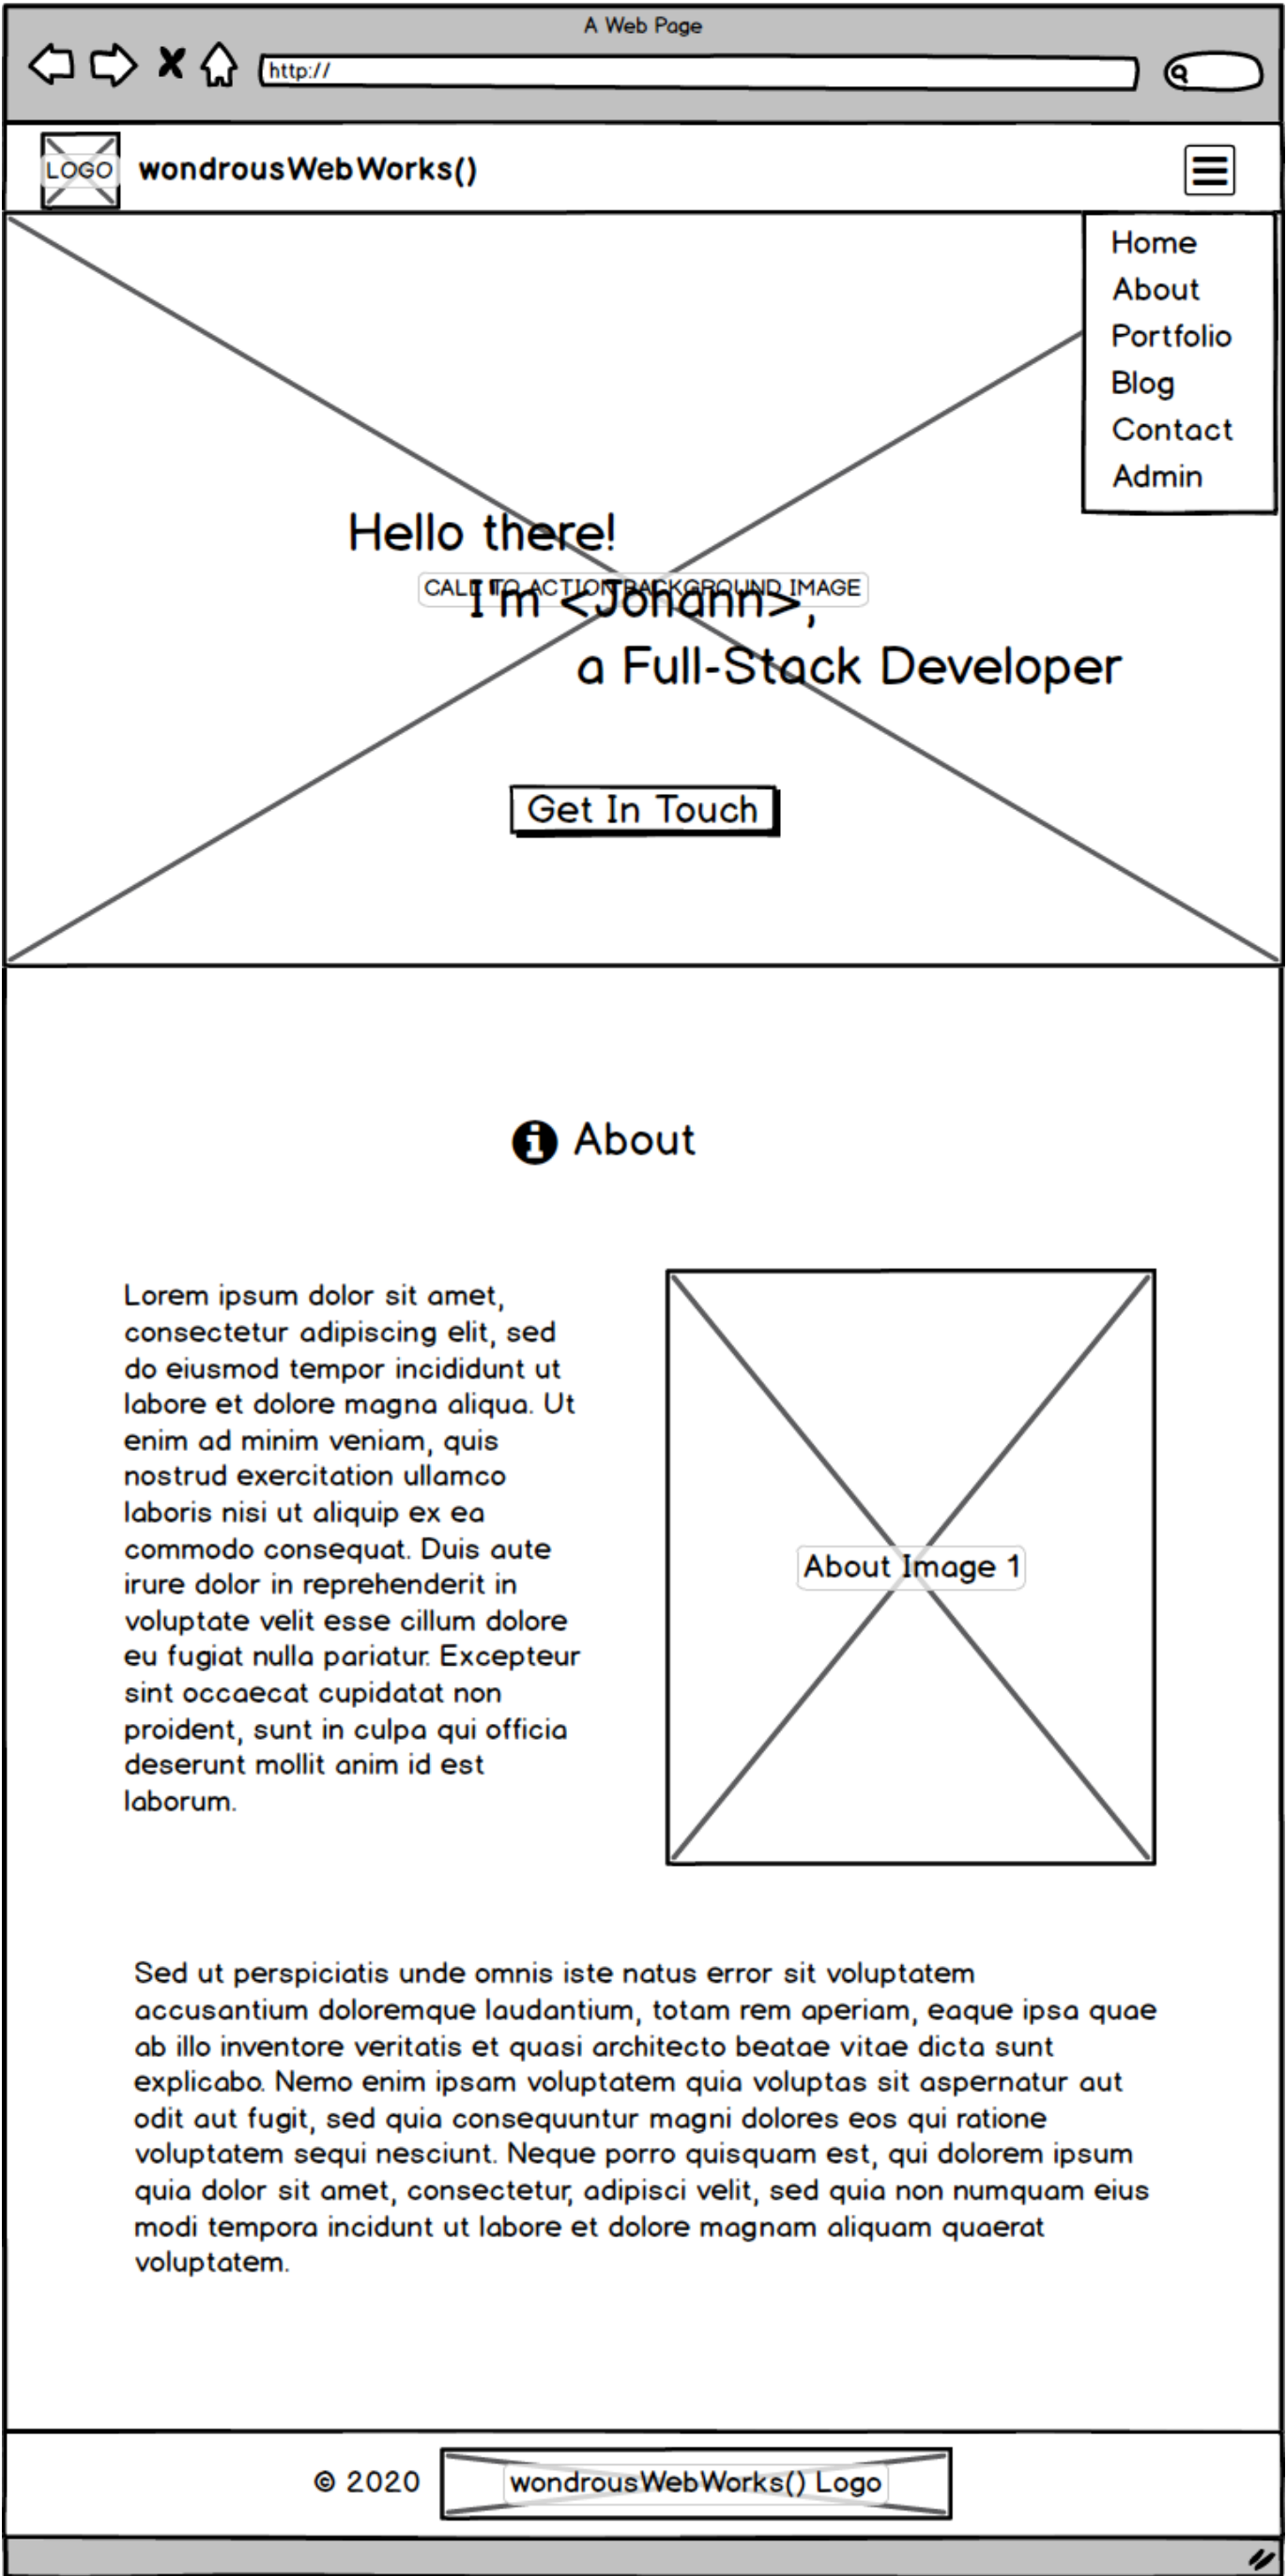 A Web Page
http://
LOGO
wondrousWebWorks()
Home
About
Portfolio
Blog
Contact
Admin
Hello there!
CALL TO ACTION BACKGROUND IMAGE
I'm <Johann>,
a Full-Stack Developer
Get In Touch
About
Lorem ipsum dolor sit amet,
consectetur adipiscing elit, sed
do eiusmod tempor incididunt ut
labore et dolore magna aliqua. Ut
enim ad minim veniam, quis
nostrud exercitation ullamco
laboris nisi ut aliquip ex ea
commodo consequat. Duis aute
irure dolor in reprehenderit in
voluptate velit esse cillum dolore
eu fugiat nulla pariatur. Excepteur
sint occaecat cupidatat non
proident, sunt in culpa qui officia
deserunt mollit anim id est
laborum.
About Image 1
Sed ut perspiciatis unde omnis iste natus error sit voluptatem
accusantium doloremque laudantium, totam rem aperiam, eaque ipsa quae
ab illo inventore veritatis et quasi architecto beatae vitae dicta sunt
explicabo. Nemo enim ipsam voluptatem quia voluptas sit aspernatur aut
odit aut fugit, sed quia consequuntur magni dolores eos qui ratione
voluptatem sequi nesciunt. Neque porro quisquam est, qui dolorem ipsum
quia dolor sit amet, consectetur, adipisci velit, sed quia non numquam eius
modi tempora incidunt ut labore et dolore magnam aliquam quaerat
voluptatem.
© 2020
wondrousWebWorks() Logo